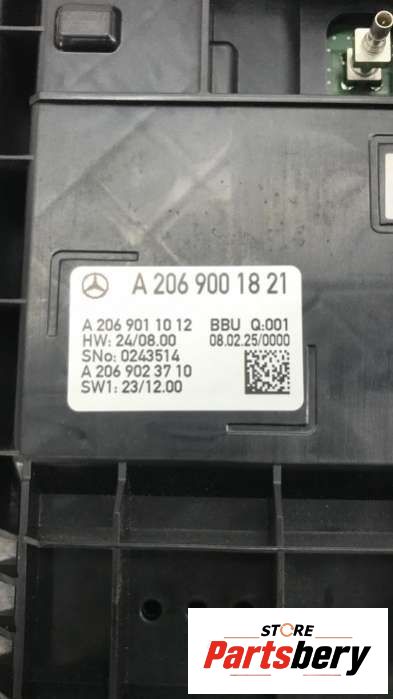 A 206 900 18 21
A 206 901 10 12 BBU Q:001
HW: 24/08.00 08.02.25/0000
SNo: 0243514
A 206 902 37 10
SW1: 23/12.00
STORE
Partsbery